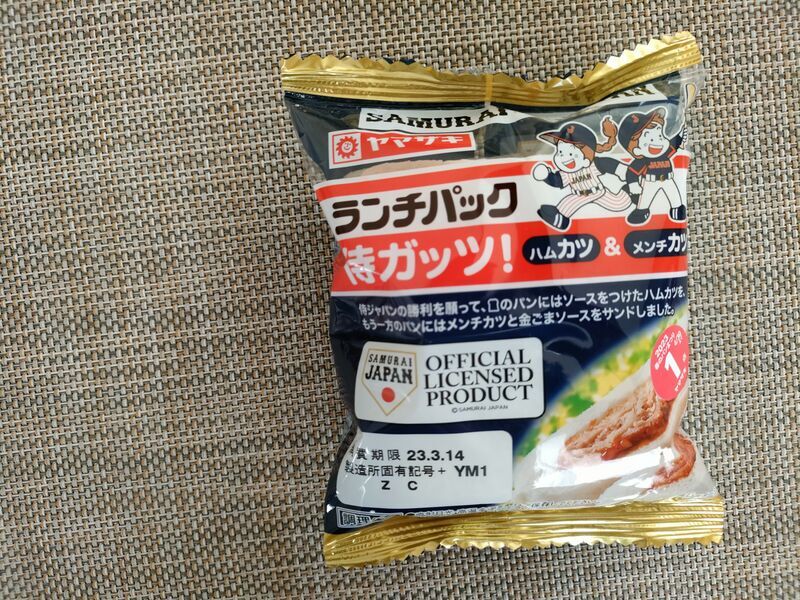 SAMURAI
ヤマザキ
JAPAN
ランチパック
侍ガッツ!
ハムカツ & メンチカツ
侍ジャパンの勝利を願って、□のパンにはソースをつけたハムカツを、
もう一方のパンにはメンチカツと金ごまソースをサンドしました。
SAMURAI
JAPAN
OFFICIAL
LICENSED
PRODUCT
©SAMURAI JAPAN
2023
1
期限 23.3.14
製造所固有記号+ YM1
Z C
調理